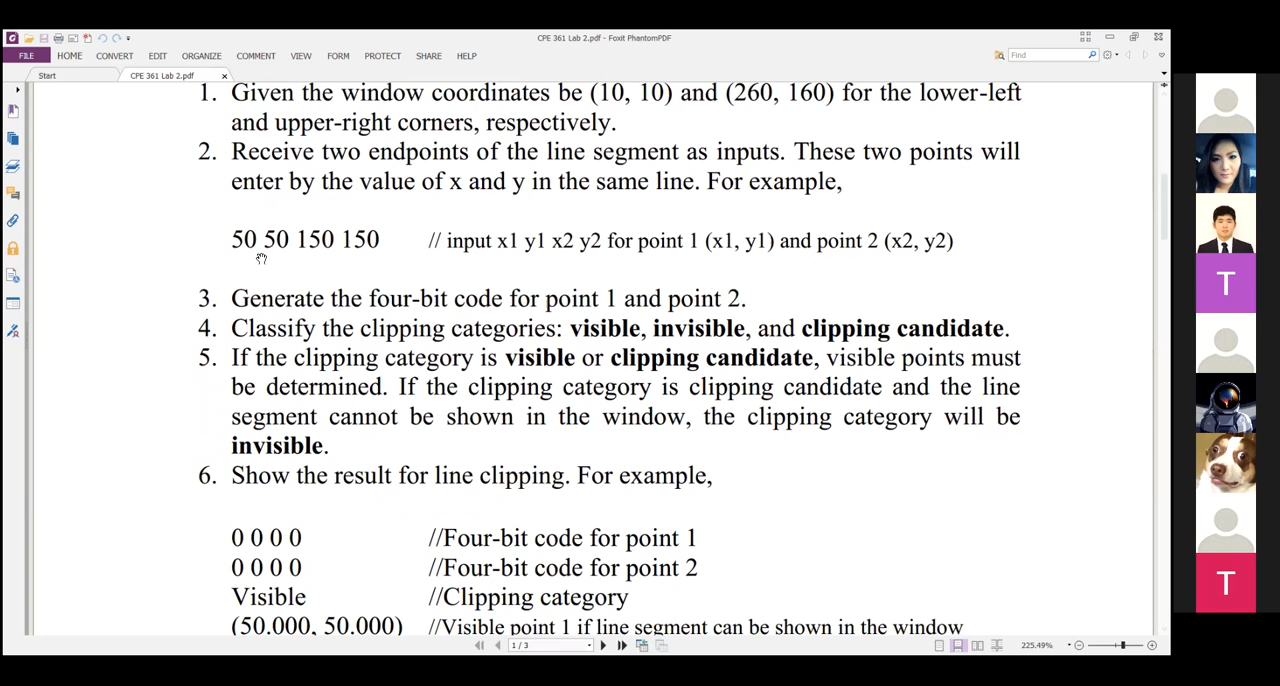 CPE 361 Lab 2.pdf - Foxit PhantomPDF
FILE HOME CONVERT EDIT ORGANIZE COMMENT VIEW FORM PROTECT SHARE HELP
Find
Start CPE 361 Lab 2.pdf
1. Given the window coordinates be (10, 10) and (260, 160) for the lower-left
and upper-right corners, respectively.
2. Receive two endpoints of the line segment as inputs. These two points will
enter by the value of x and y in the same line. For example,
50 50 150 150 // input x1 y1 x2 y2 for point 1 (x1, y1) and point 2 (x2, y2)
3. Generate the four-bit code for point 1 and point 2.
4. Classify the clipping categories: visible, invisible, and clipping candidate.
5. If the clipping category is visible or clipping candidate, visible points must
be determined. If the clipping category is clipping candidate and the line
segment cannot be shown in the window, the clipping category will be
invisible.
6. Show the result for line clipping. For example,
0 0 0 0 //Four-bit code for point 1
0 0 0 0 //Four-bit code for point 2
Visible //Clipping category
(50.000, 50.000) //Visible point 1 if line segment can be shown in the window
1 / 3
225.49%
T
T